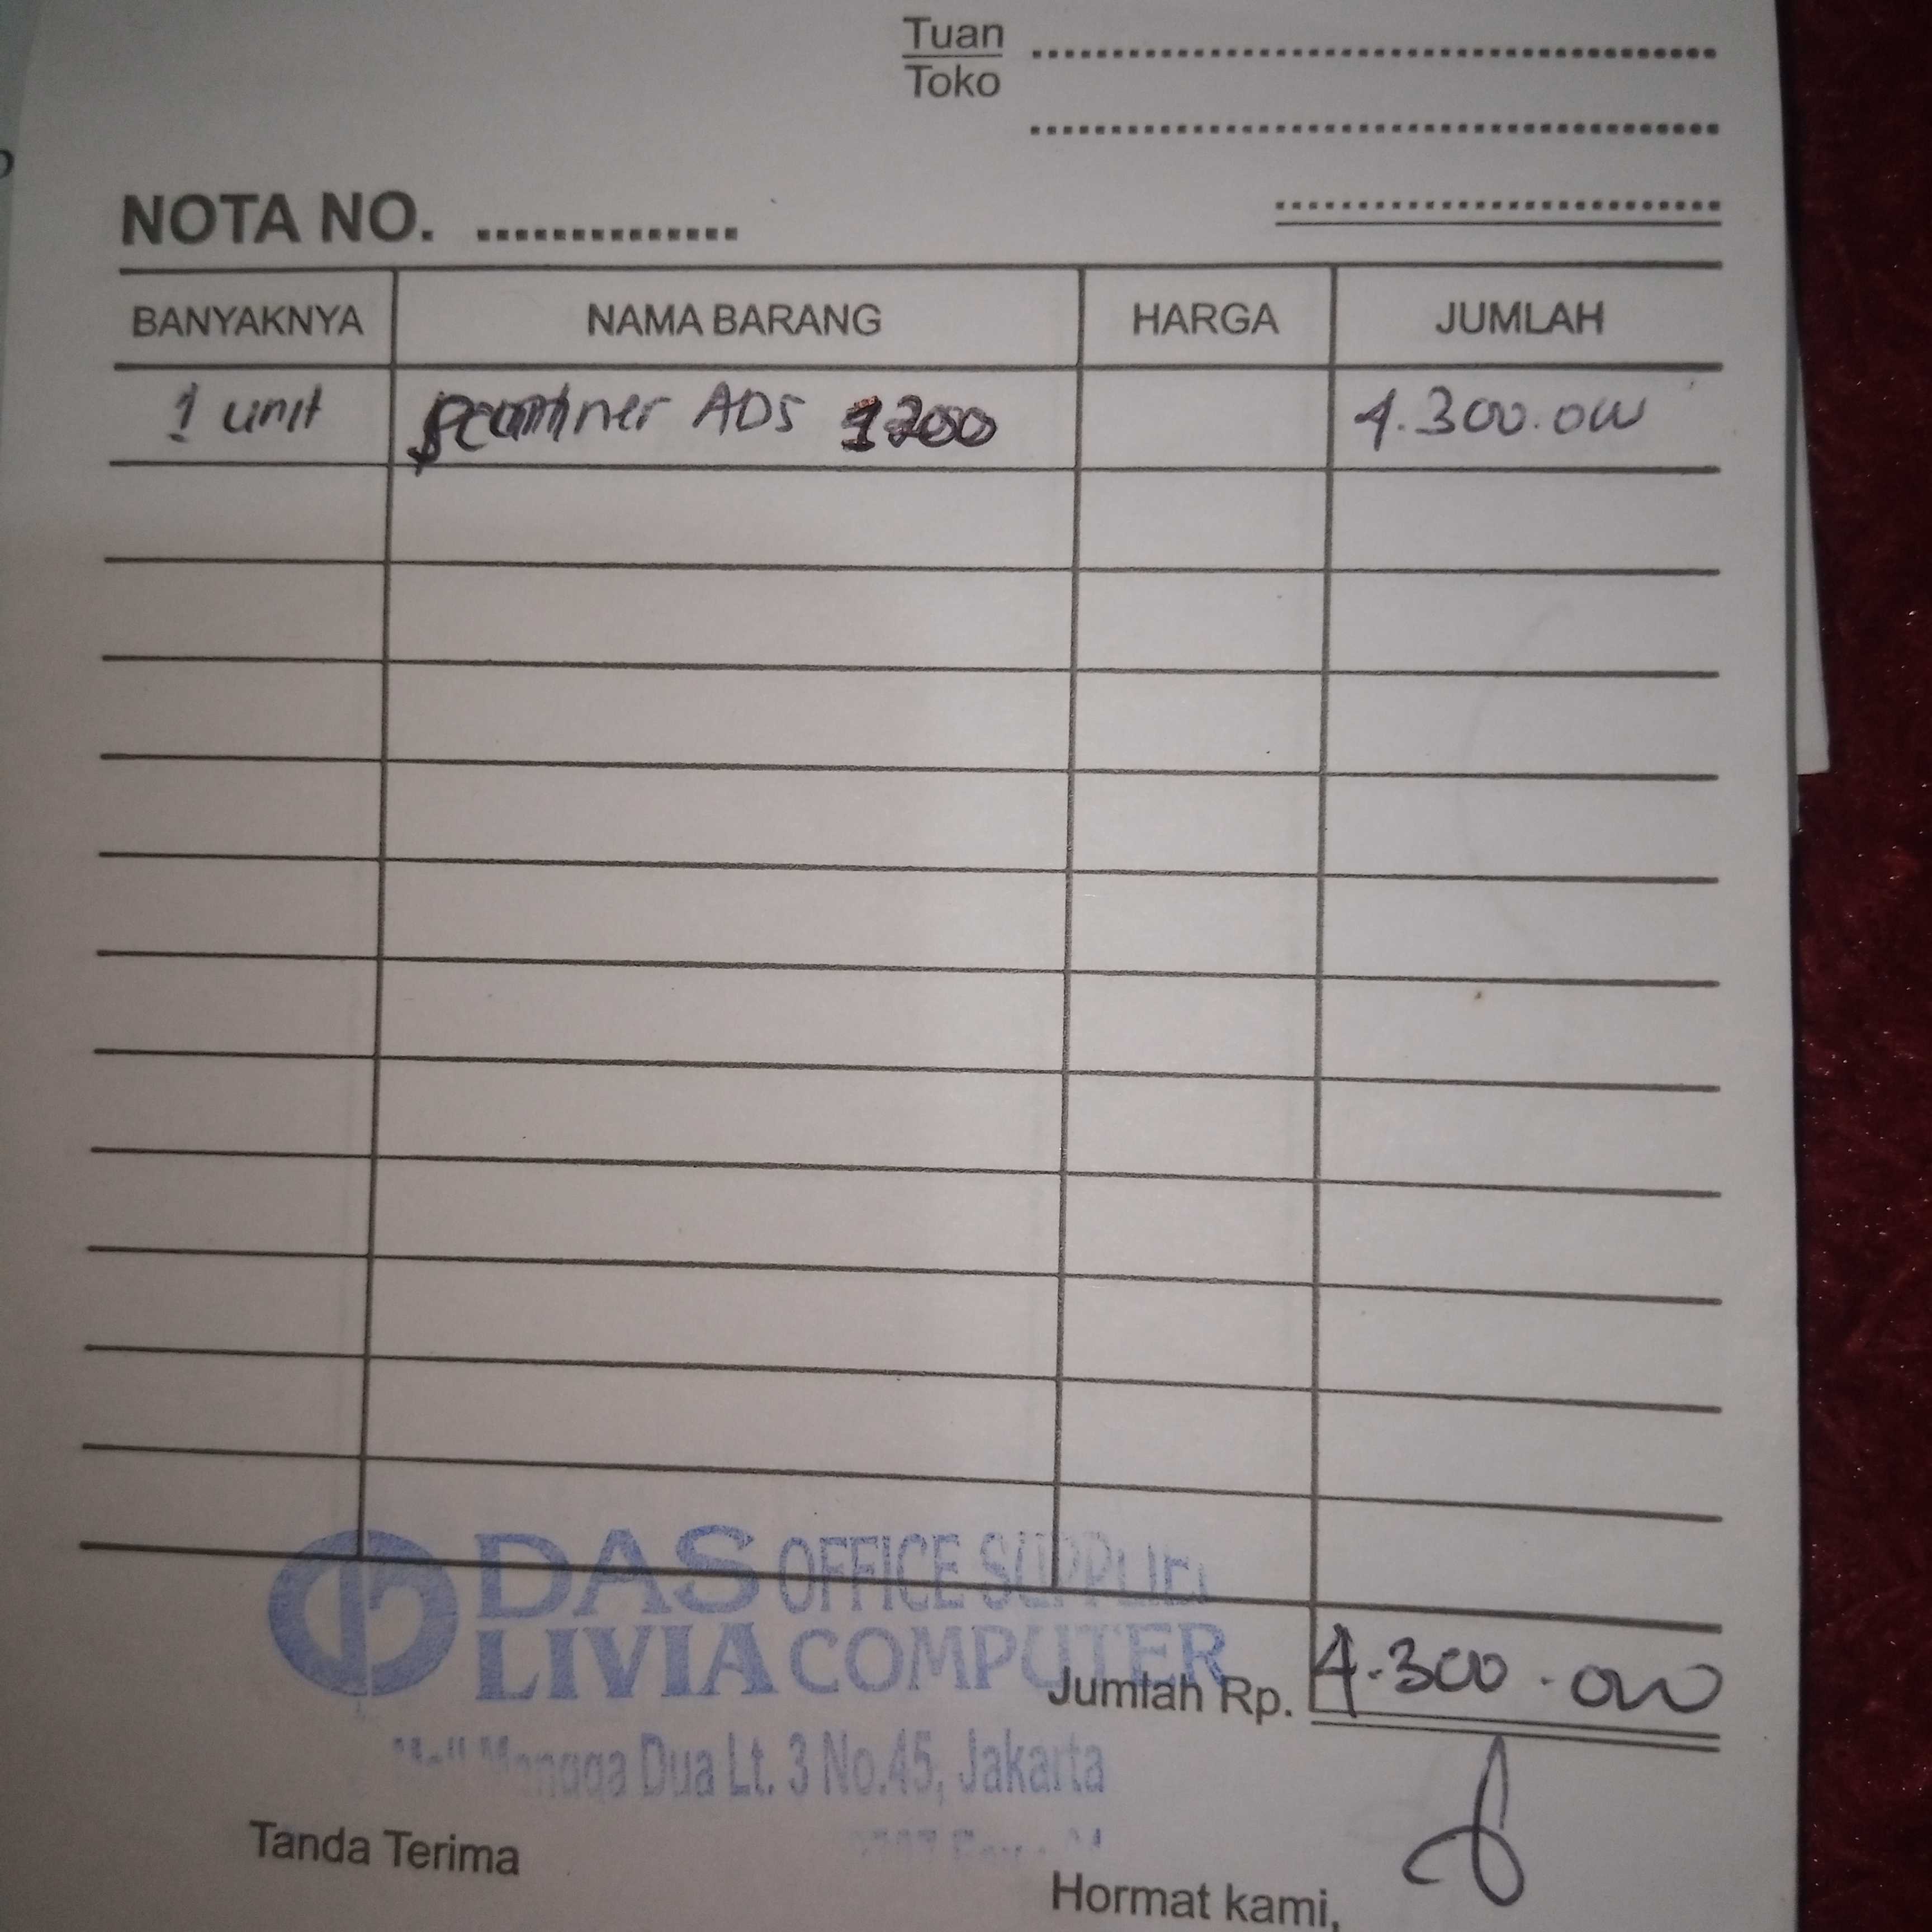 Tuan
Toko
NOTA NO.
BANYAKNYA NAMA BARANG HARGA JUMLAH
1 unit Scanner ADS 1200 4.300.000
DAS OFFICE SUPPLIES
LIVIA COMPUTER
Jumlah Rp. 4.300.000
Mall Mangga Dua Lt. 3 No.45, Jakarta
Tanda Terima
Hormat kami,